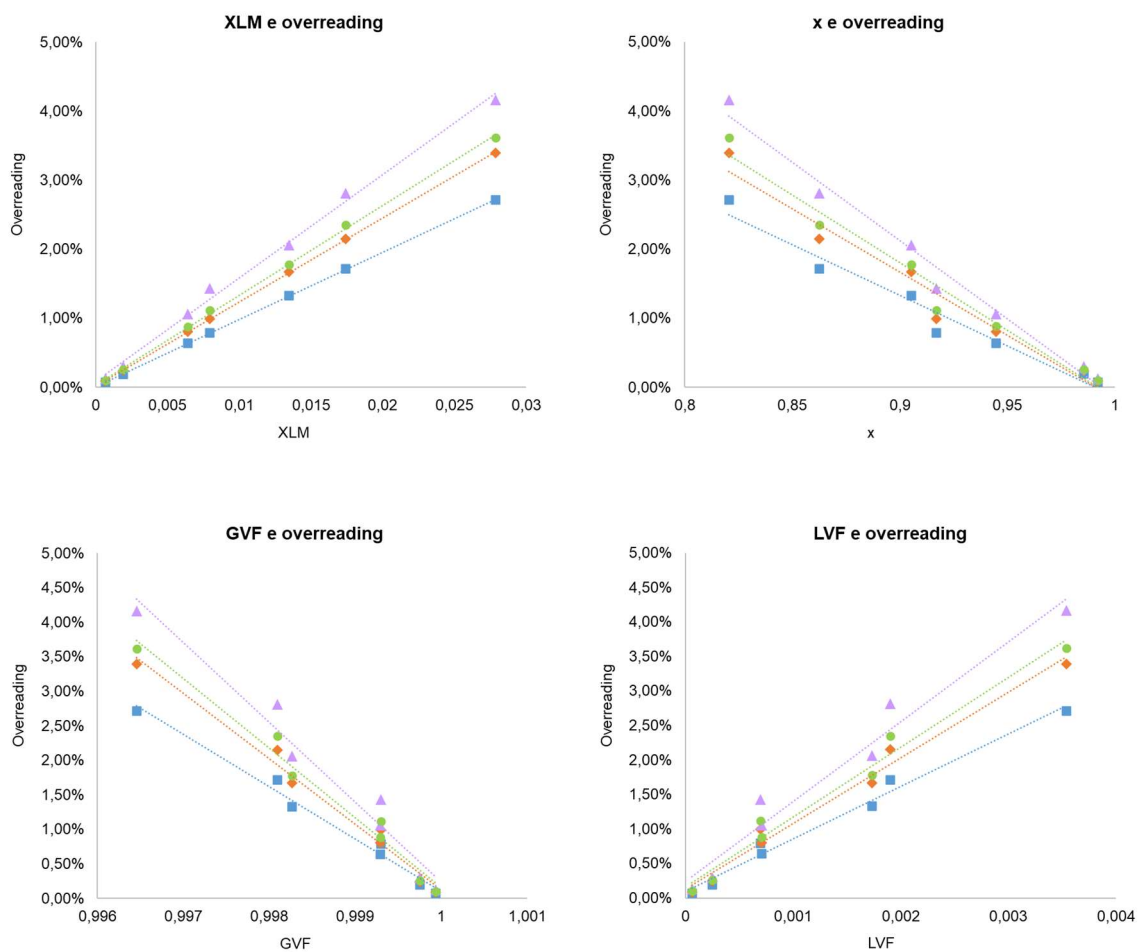 XLM e overreading
5,00%
4,00%
3,00%
2,00%
1,00%
0,00%
Overreading
0 0,005 0,01 0,015 0,02 0,025 0,03
XLM
x e overreading
5,00%
4,00%
3,00%
2,00%
1,00%
0,00%
Overreading
0,8 0,85 0,9 0,95 1
x
GVF e overreading
5,00%
4,50%
4,00%
3,50%
3,00%
2,50%
2,00%
1,50%
1,00%
0,50%
0,00%
Overreading
0,996 0,997 0,998 0,999 1 1,001
GVF
LVF e overreading
5,00%
4,50%
4,00%
3,50%
3,00%
2,50%
2,00%
1,50%
1,00%
0,50%
0,00%
Overreading
0 0,001 0,002 0,003 0,004
LVF